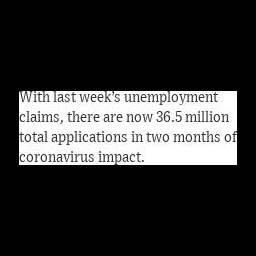 With last week's unemployment
claims, there are now 36.5 million
total applications in two months of
coronavirus impact.